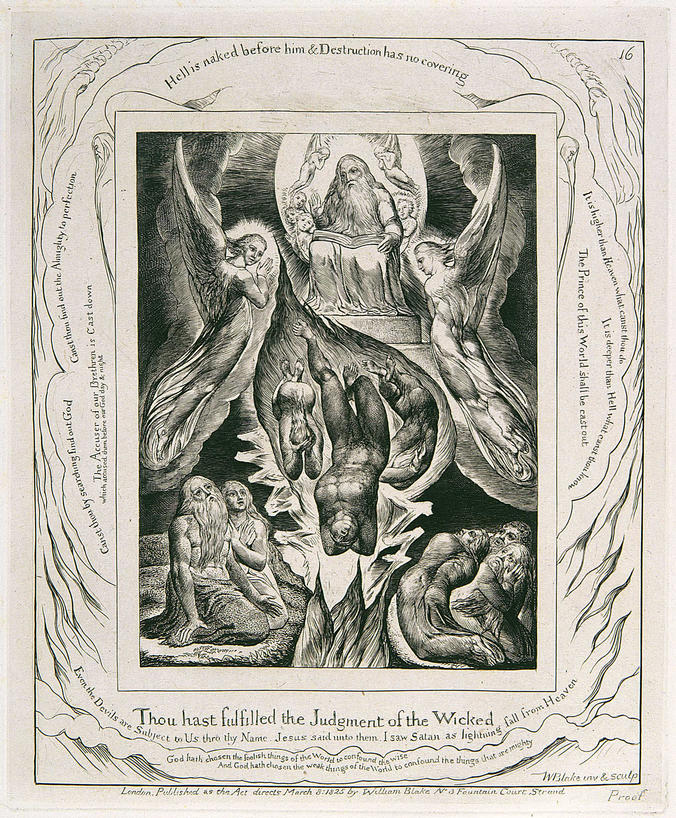 16
Hell is naked before him & Destruction has no covering
Canst thou by searching find out God
Canst thou find out the Almighty to perfection
The Accuser of our Brethren is Cast down
which accused them before our God day & night
It is higher than Heaven what canst thou do
It is deeper than Hell what canst thou know
The Prince of this World shall be cast out
Thou hast fulfilled the Judgment of the Wicked
Even the Devils are Subject to Us thro thy Name. Jesus said unto them. I saw Satan as lightning fall from Heaven
God hath chosen the foolish things of the World to confound the wise
And God hath chosen the weak things of the World to confound the things that are mighty
WBlake inv & sculp
London, Published as the Act directs March 8: 1825 by William Blake No 3 Fountain Court Strand
Proof